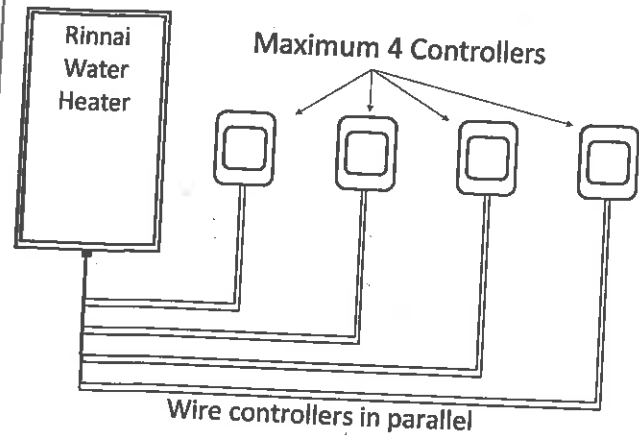 Rinnai
Water
Heater
Maximum 4 Controllers
Wire controllers in parallel